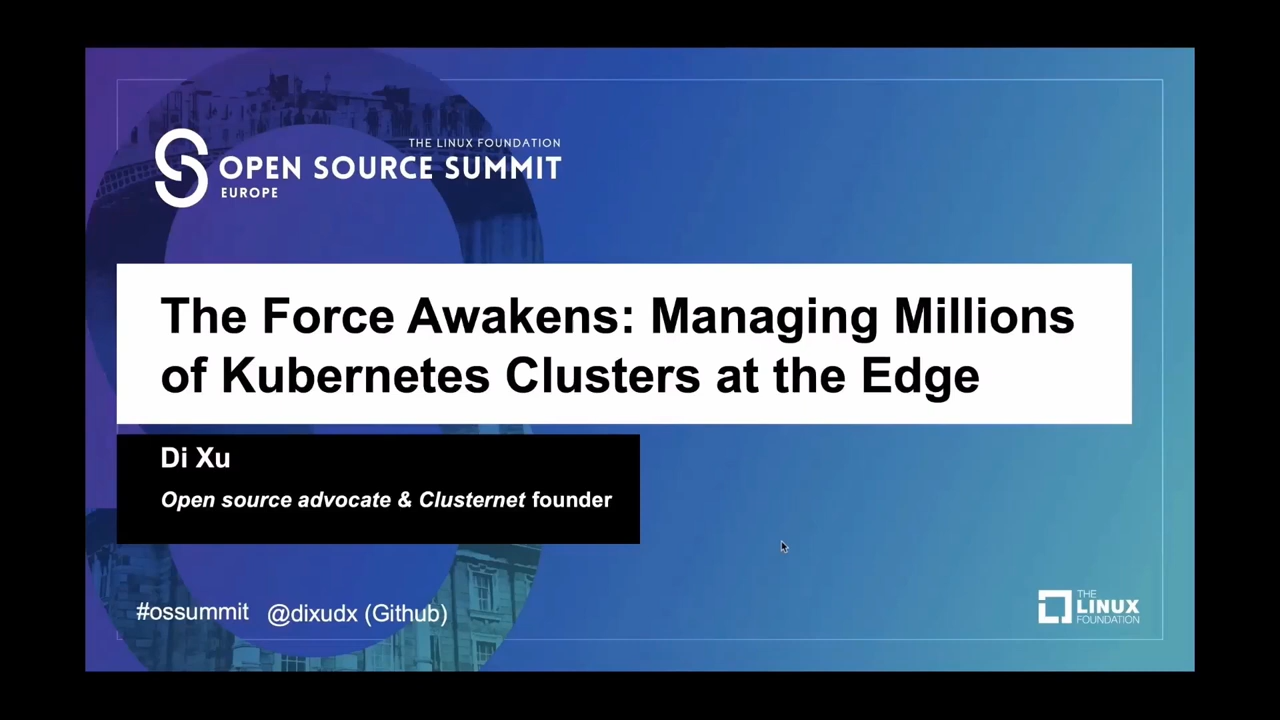 THE LINUX FOUNDATION
OPEN SOURCE SUMMIT
EUROPE
The Force Awakens: Managing Millions
of Kubernetes Clusters at the Edge
Di Xu
Open source advocate & Clusternet founder
#ossummit @dixudx (Github)
THE
LINUX
FOUNDATION